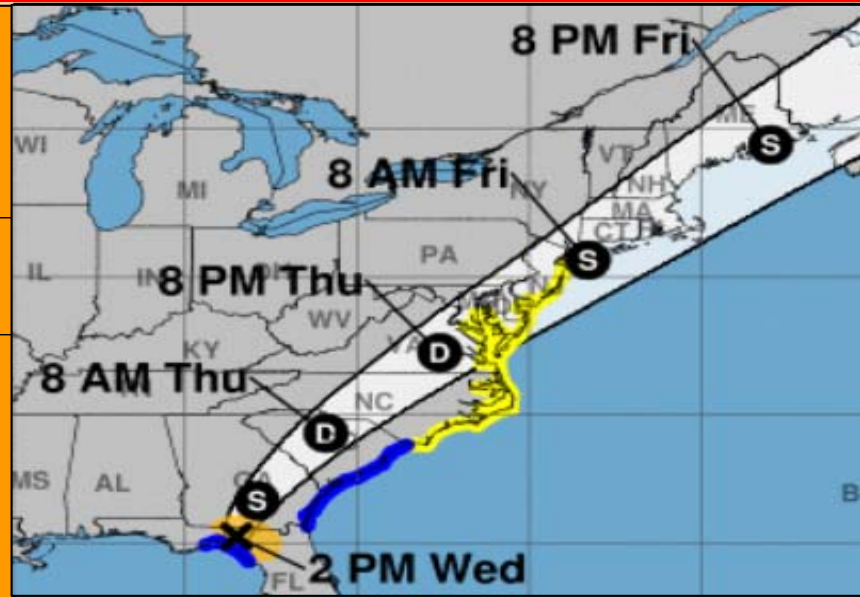 8 PM Fri
ME
WI
VT
8 AM Fri
NY
NH
MI
MA
CT
PA
IL
IN
8 PM Thu
WV
KY
VA
D
8 AM Thu
NC
D
MS
AL
GA
S
S
S
B
2 PM Wed
FL